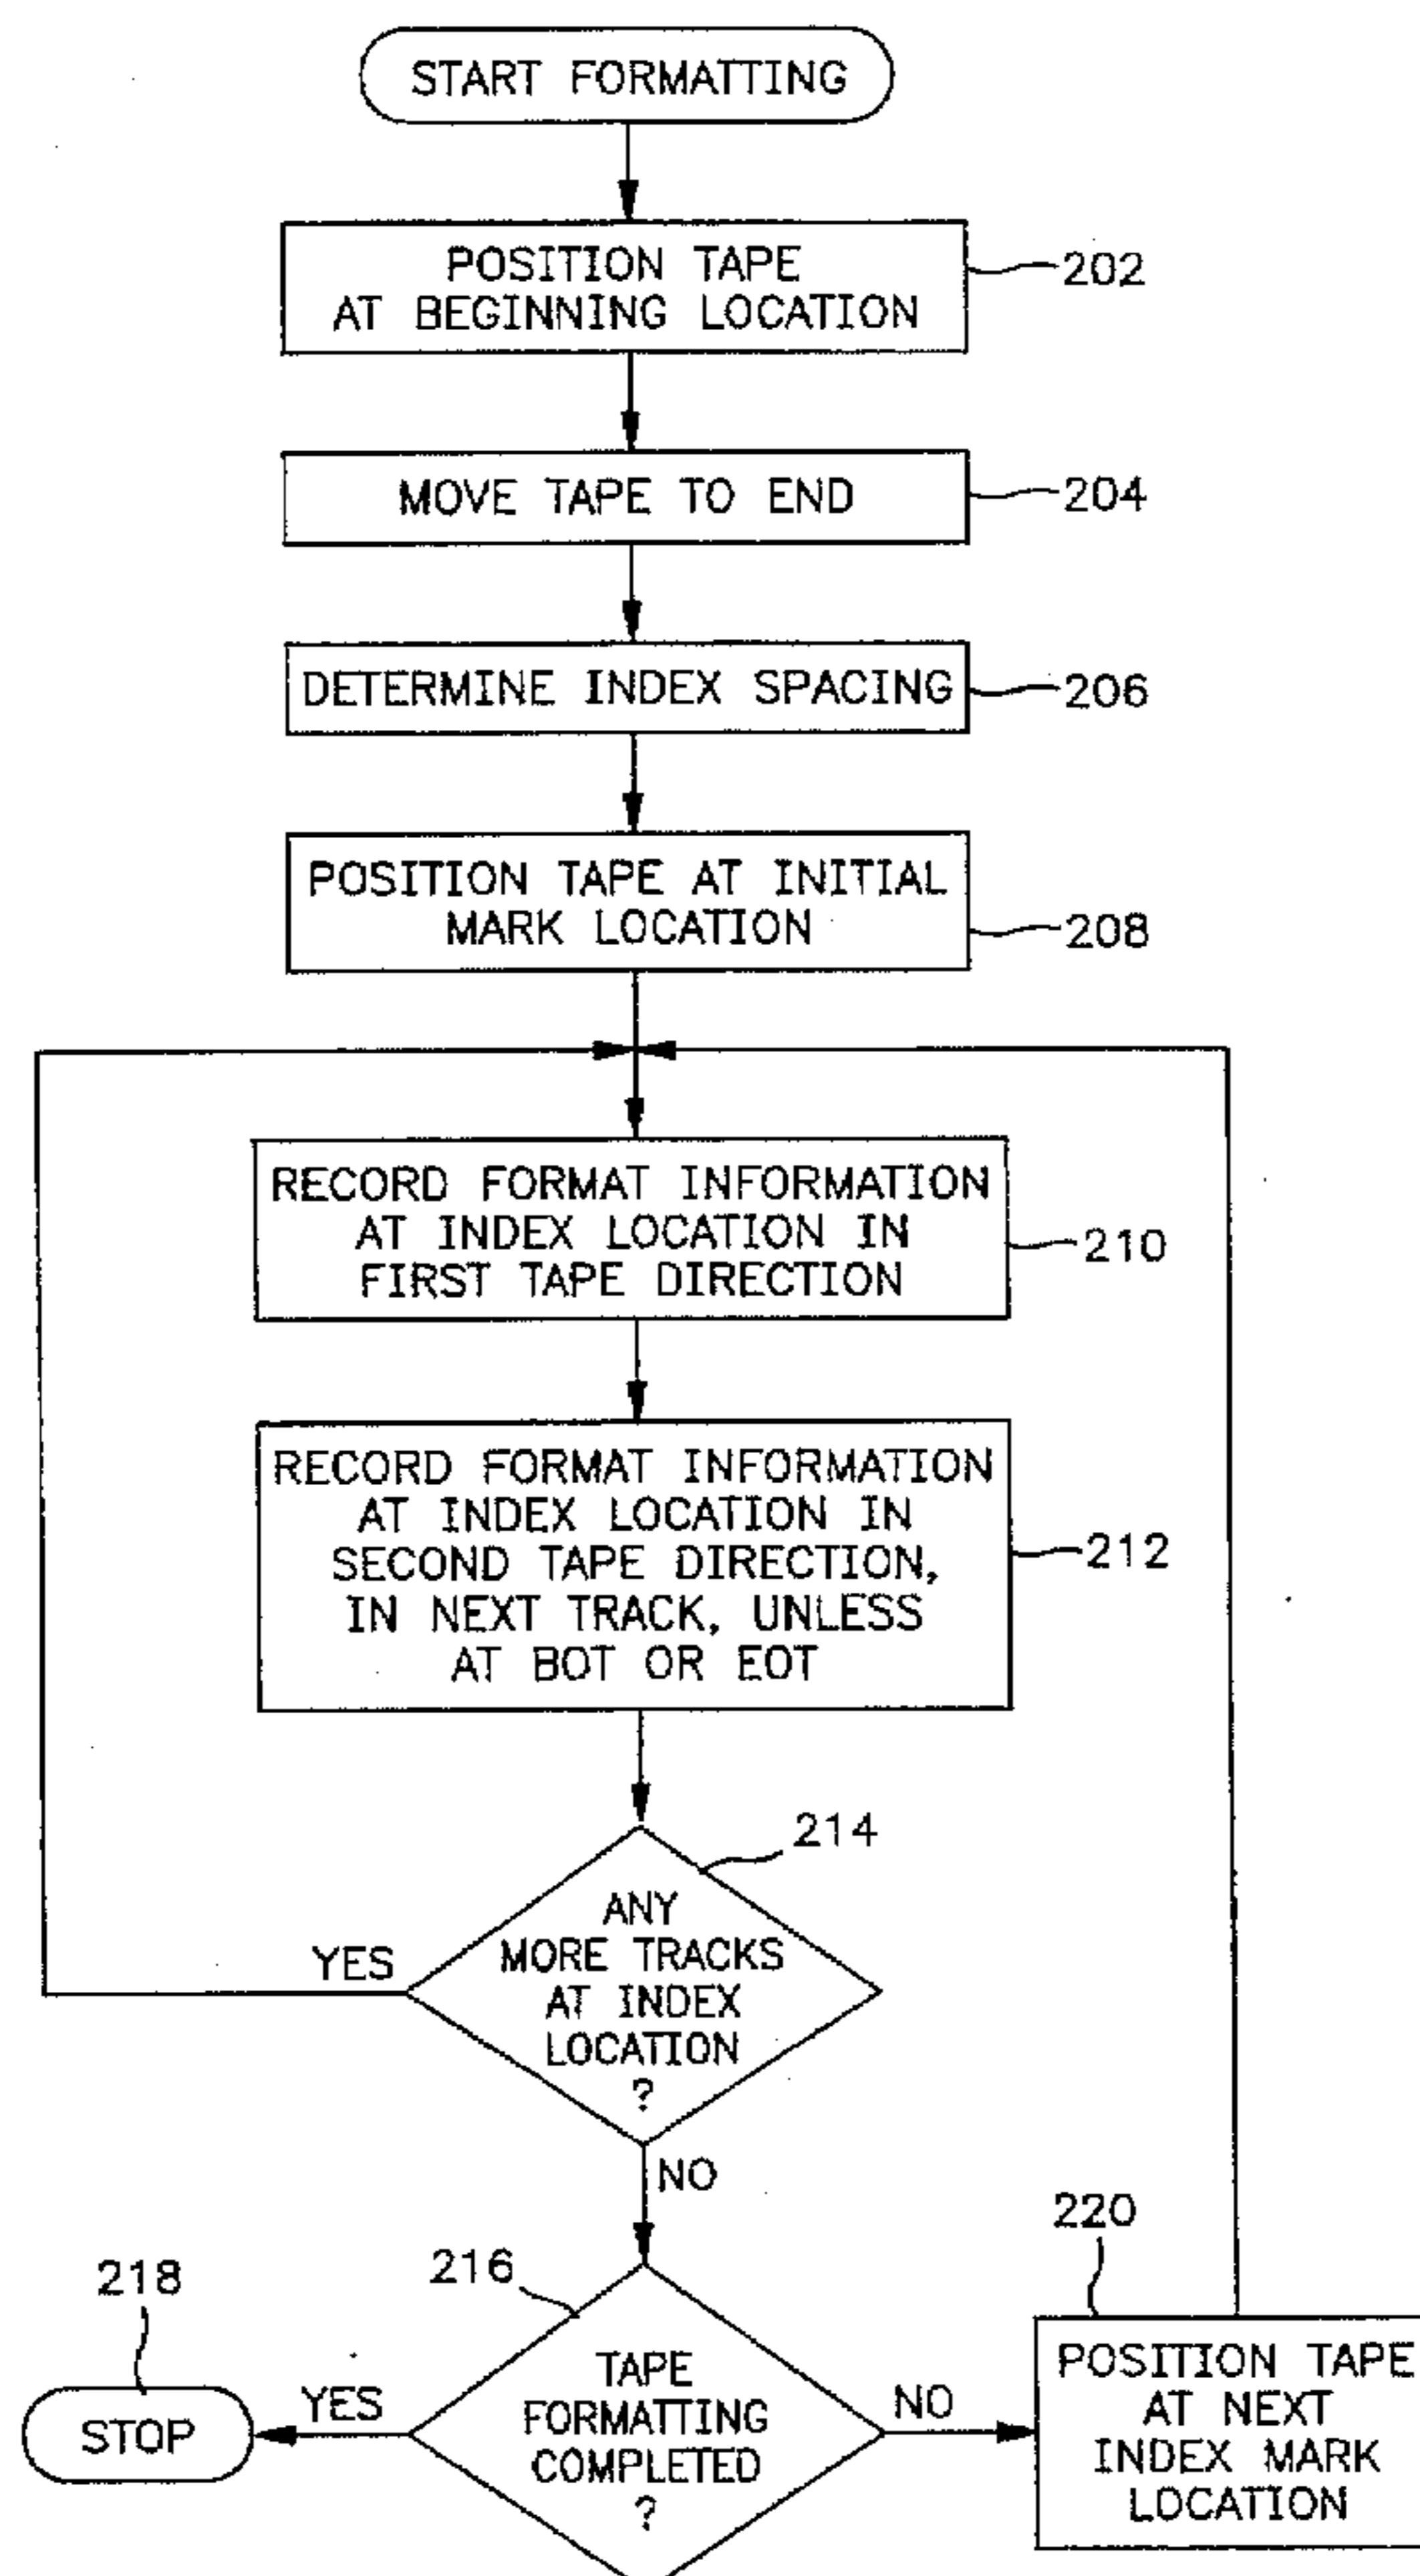 START FORMATTING
POSITION TAPE
AT BEGINNING LOCATION
202
MOVE TAPE TO END
204
DETERMINE INDEX SPACING
206
POSITION TAPE AT INITIAL
MARK LOCATION
208
RECORD FORMAT INFORMATION
AT INDEX LOCATION IN
FIRST TAPE DIRECTION
210
RECORD FORMAT INFORMATION
AT INDEX LOCATION IN
SECOND TAPE DIRECTION,
IN NEXT TRACK, UNLESS
AT BOT OR EOT
212
214
ANY
MORE TRACKS
AT INDEX
LOCATION
?
YES
NO
216
TAPE
FORMATTING
COMPLETED
?
YES
218
STOP
NO
220
POSITION TAPE
AT NEXT
INDEX MARK
LOCATION